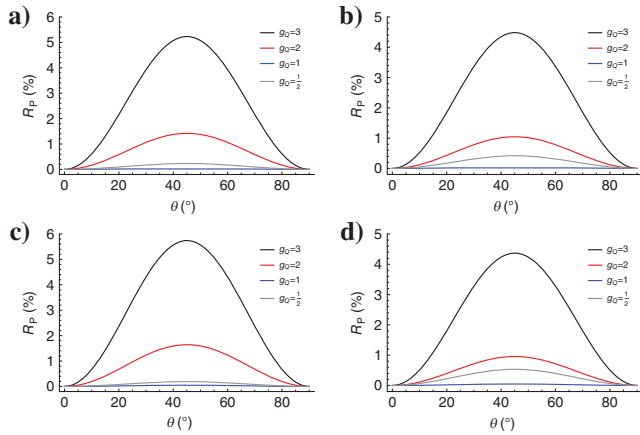 a)
6
5
4
3
2
1
0
R_P (%)
0 20 40 60 80
θ (°)
g_Q=3
g_Q=2
g_Q=1
g_Q=1/2
b)
5
4
3
2
1
0
R_P (%)
0 20 40 60 80
θ (°)
g_Q=3
g_Q=2
g_Q=1
g_Q=1/2
c)
6
5
4
3
2
1
0
R_P (%)
0 20 40 60 80
θ (°)
g_Q=3
g_Q=2
g_Q=1
g_Q=1/2
d)
5
4
3
2
1
0
R_P (%)
0 20 40 60 80
θ (°)
g_Q=3
g_Q=2
g_Q=1
g_Q=1/2